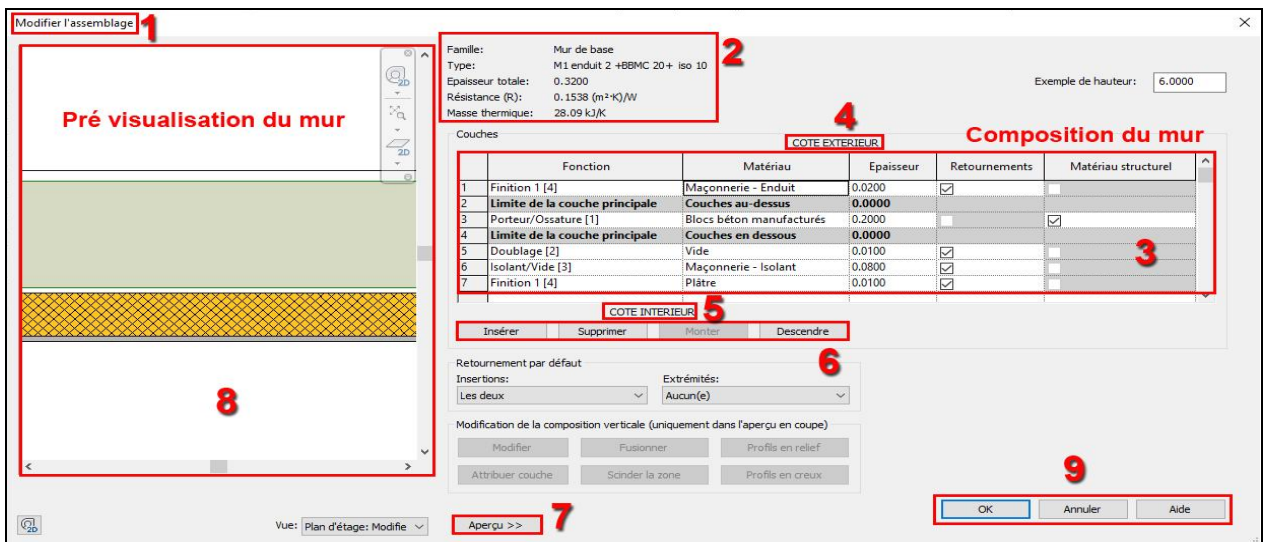 Modifier l'assemblage
1
2D
2D
Pré visualisation du mur
8
Famille: Mur de base
Type: M1 enduit 2 +BBMC 20+ iso 10
Epaisseur totale: 0.3200
Résistance (R): 0.1538 (m²·K)/W
Masse thermique: 28.09 kJ/K
2
Exemple de hauteur: 6.0000
Couches
4
COTE EXTERIEUR
Composition du mur
Fonction Matériau Epaisseur Retournements Matériau structurel
1 Finition 1 [4] Maçonnerie - Enduit 0.0200
2 Limite de la couche principale Couches au-dessus 0.0000
3 Porteur/Ossature [1] Blocs béton manufacturés 0.2000
4 Limite de la couche principale Couches en dessous 0.0000
5 Doublage [2] Vide 0.0100
6 Isolant/Vide [3] Maçonnerie - Isolant 0.0800
7 Finition 1 [4] Plâtre 0.0100
3
COTE INTERIEUR
5
Insérer Supprimer Monter Descendre
6
Retournement par défaut
Insertions: Extrémités:
Les deux Aucun(e)
Modification de la composition verticale (uniquement dans l'aperçu en coupe)
Modifier Fusionner Profils en relief
Attribuer couche Scinder la zone Profils en creux
9
OK Annuler Aide
2D
Vue: Plan d'étage: Modifie
Aperçu >>
7